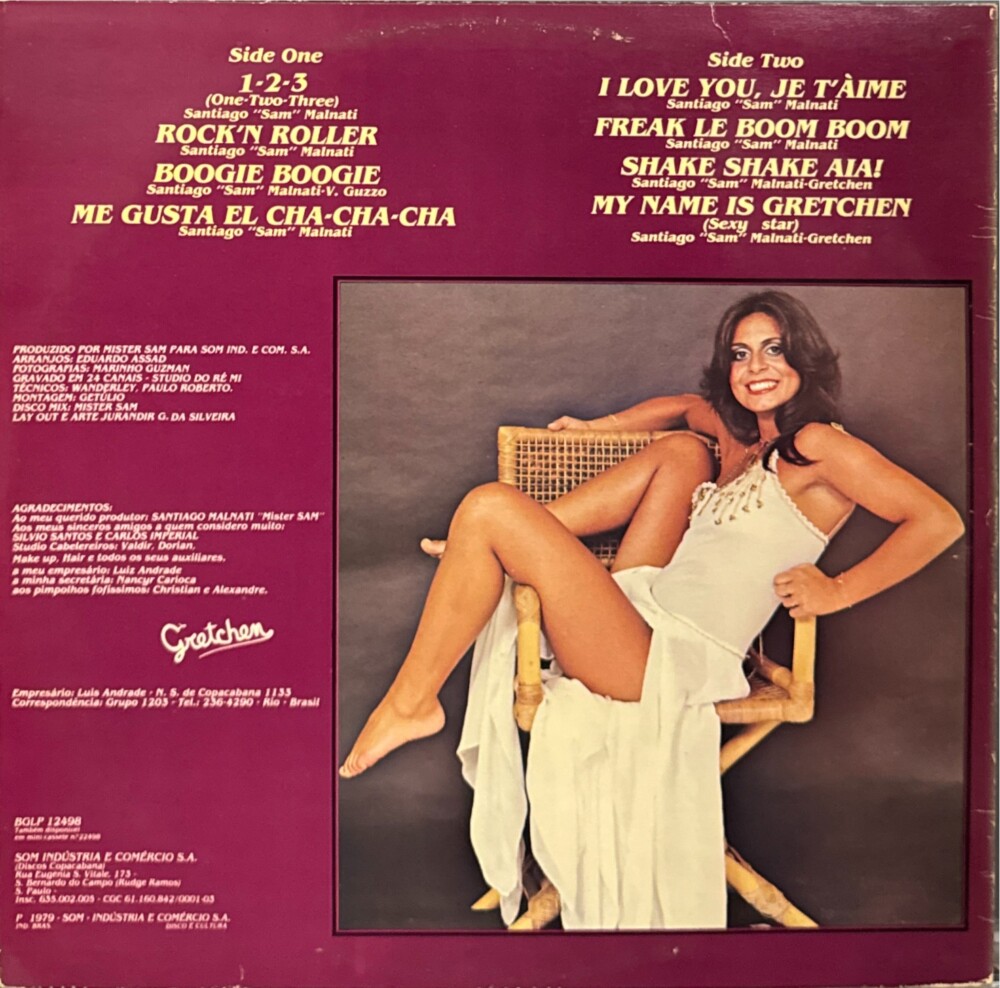 Side One
1-2-3
(One-Two-Three)
Santiago "Sam" Malnati
ROCK'N ROLLER
Santiago "Sam" Malnati
BOOGIE BOOGIE
Santiago "Sam" Malnati-V. Guzzo
ME GUSTA EL CHA-CHA-CHA
Santiago "Sam" Malnati
Side Two
I LOVE YOU, JE T'ÀIME
Santiago "Sam" Malnati
FREAK LE BOOM BOOM
Santiago "Sam" Malnati
SHAKE SHAKE AIA!
Santiago "Sam" Malnati-Gretchen
MY NAME IS GRETCHEN
(Sexy star)
Santiago "Sam" Malnati-Gretchen
PRODUZIDO POR MISTER SAM PARA SOM IND. E COM. S.A.
ARRANJOS: EDUARDO ASSAD
FOTOGRAFIAS: MARINHO GUZMAN
GRAVADO EM 24 CANAIS - STUDIO DO RÉ MI
TÉCNICOS: WANDERLEY, PAULO ROBERTO.
MONTAGEM: GETÚLIO
DISCO MIX: MISTER SAM
LAY OUT E ARTE JURANDIR G. DA SILVEIRA
AGRADECIMENTOS:
Ao meu querido produtor: SANTIAGO MALNATI "Mister SAM"
Aos meus sinceros amigos a quem considero muito:
SILVIO SANTOS E CARLOS IMPERIAL
Studio Cabelereiros: Valdir, Dorian,
Make up, Hair e todos os seus auxiliares.
a meu empresário: Luis Andrade
a minha secretária: Nancyr Carioca
aos pimpolhos fofíssimos: Christian e Alexandre.
Gretchen
Empresário: Luis Andrade - N. S. de Copacabana 1133
Correspondência: Grupo 1203 - Tel.: 236-4290 - Rio - Brasil
BGLP 12498
Também disponível
em mini cassete nº 22498
SOM INDÚSTRIA E COMÉRCIO S.A.
(Discos Copacabana)
Rua Eugenia S. Vitale, 173 -
S. Bernardo do Campo (Rudge Ramos)
S. Paulo -
Insc. 635.002.005 - CGC 61.160.842/0001-03
P 1979 - SOM - INDÚSTRIA E COMÉRCIO S.A.
IND. BRAS. DISCO É CULTURA